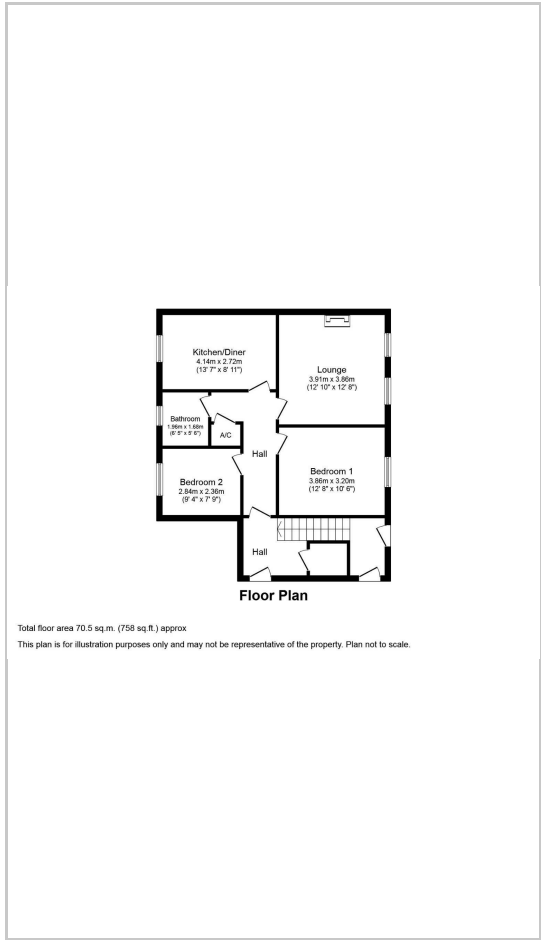 Kitchen/Diner
4.14m x 2.72m
(13' 7" x 8' 11")
Lounge
3.91m x 3.86m
(12' 10" x 12' 8")
Bathroom
1.96m x 1.68m
(6' 5" x 5' 6")
A/C
Hall
Bedroom 1
3.86m x 3.20m
(12' 8" x 10' 6")
Bedroom 2
2.84m x 2.36m
(9' 4" x 7' 9")
Hall
Floor Plan
Total floor area 70.5 sq.m. (758 sq.ft.) approx
This plan is for illustration purposes only and may not be representative of the property. Plan not to scale.